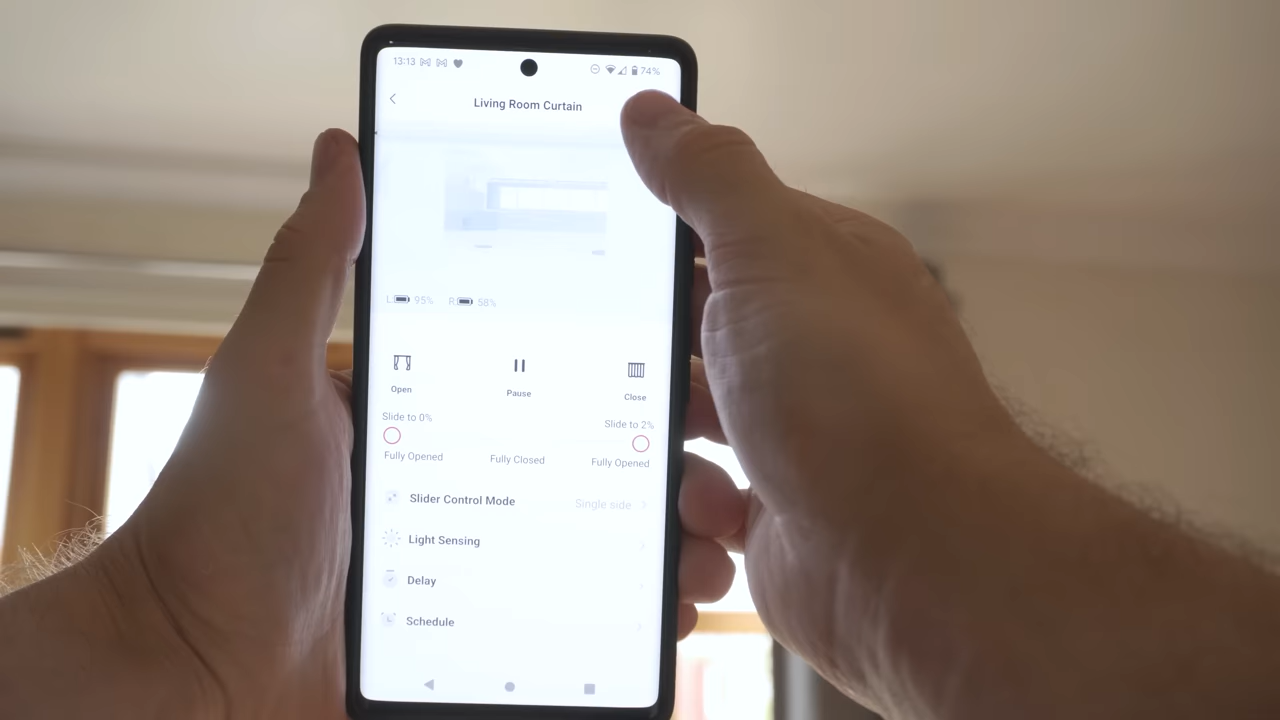 13:13 74%
Living Room Curtain
L 95% R 58%
Open Pause Close
Slide to 0% Slide to 2%
Fully Opened Fully Closed Fully Opened
Slider Control Mode Single side
Light Sensing
Delay
Schedule